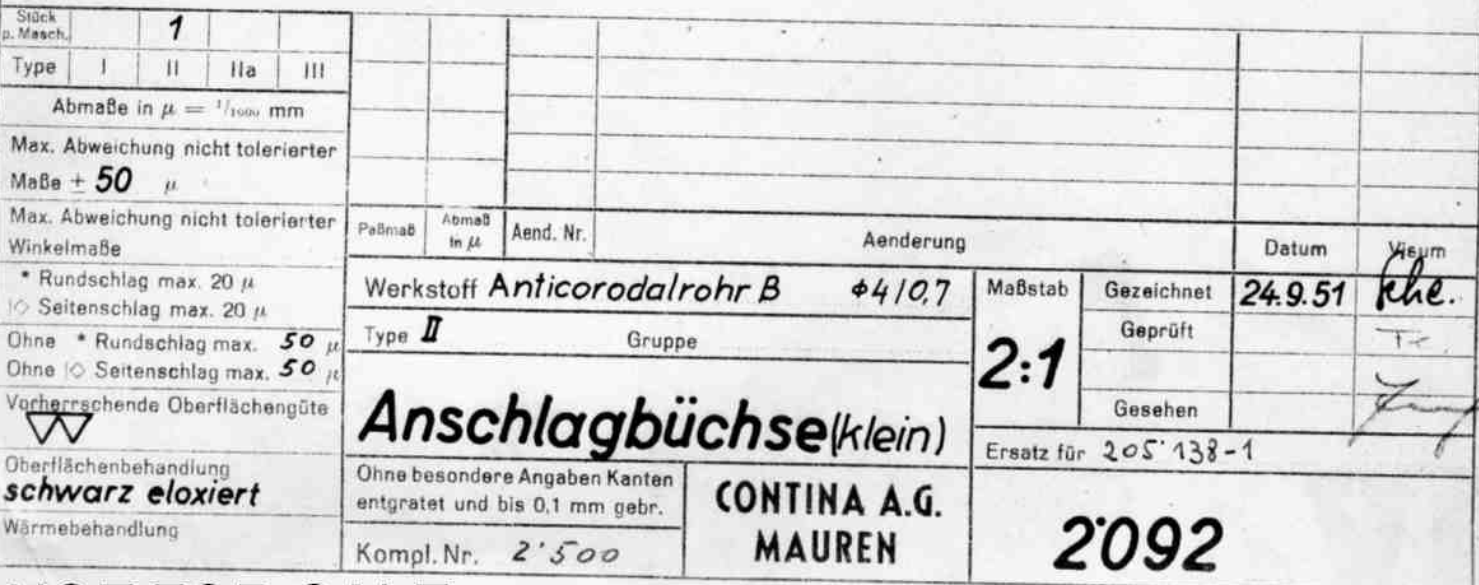 Stück p. Masch. 1
Type I II IIa III
Abmaße in μ = 1/1000 mm
Max. Abweichung nicht tolerierter
Maße ± 50 μ
Max. Abweichung nicht tolerierter
Winkelmaße
* Rundschlag max. 20 μ
Seitenschlag max. 20 μ
Ohne * Rundschlag max. 50 μ
Ohne Seitenschlag max. 50 μ
Vorherrschende Oberflächengüte
Oberflächenbehandlung
schwarz eloxiert
Wärmebehandlung
Paßmaß Abmaß in μ Aend. Nr. Aenderung Datum Visum
Werkstoff Anticorodalrohr B ϕ4/0,7
Type II Gruppe
Anschlagbüchse (klein)
Ohne besondere Angaben Kanten
entgratet und bis 0,1 mm gebr.
Kompl. Nr. 2'500
CONTINA A.G.
MAUREN
Maßstab
2:1
Gezeichnet 24.9.51
Geprüft
Gesehen
Ersatz für 205'138-1
2'092